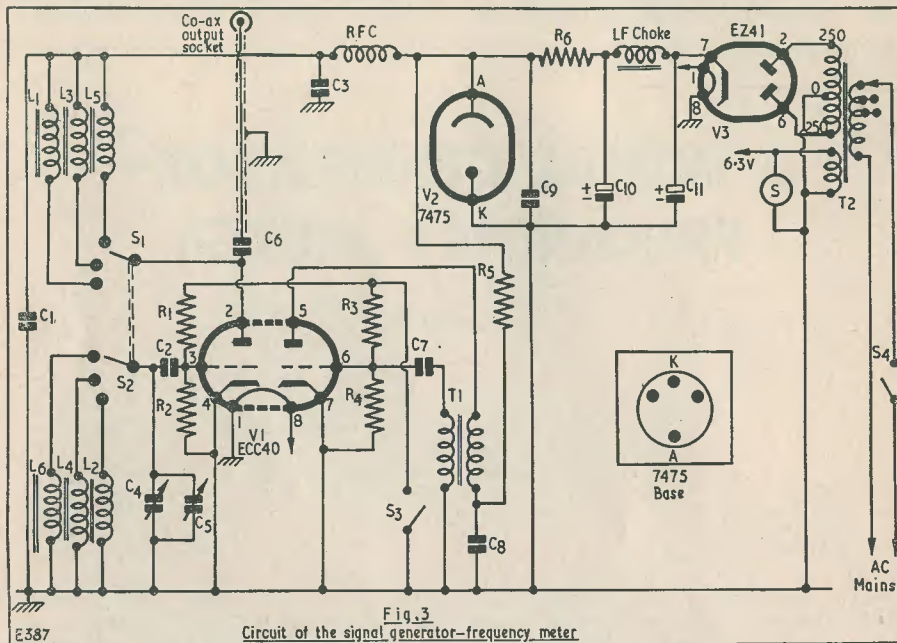 Co-ax
output
socket
RFC
R6
LF Choke
EZ41
7
2
250
C3
A
1
8
V3
6
0
250
L1
L3
L5
6·3V
S
T2
V2
7475
K
C9
±
C10
±
C11
C6
S1
R5
C1
R1
2
5
R3
S2
C2
3
6
C7
S4
R2
4
1
8
7
R4
T1
V1
ECC40
K
A
7475
Base
L6
L4
L2
C4
C5
S3
C8
AC
Mains
Fig.3
E387
Circuit of the signal generator-frequency meter